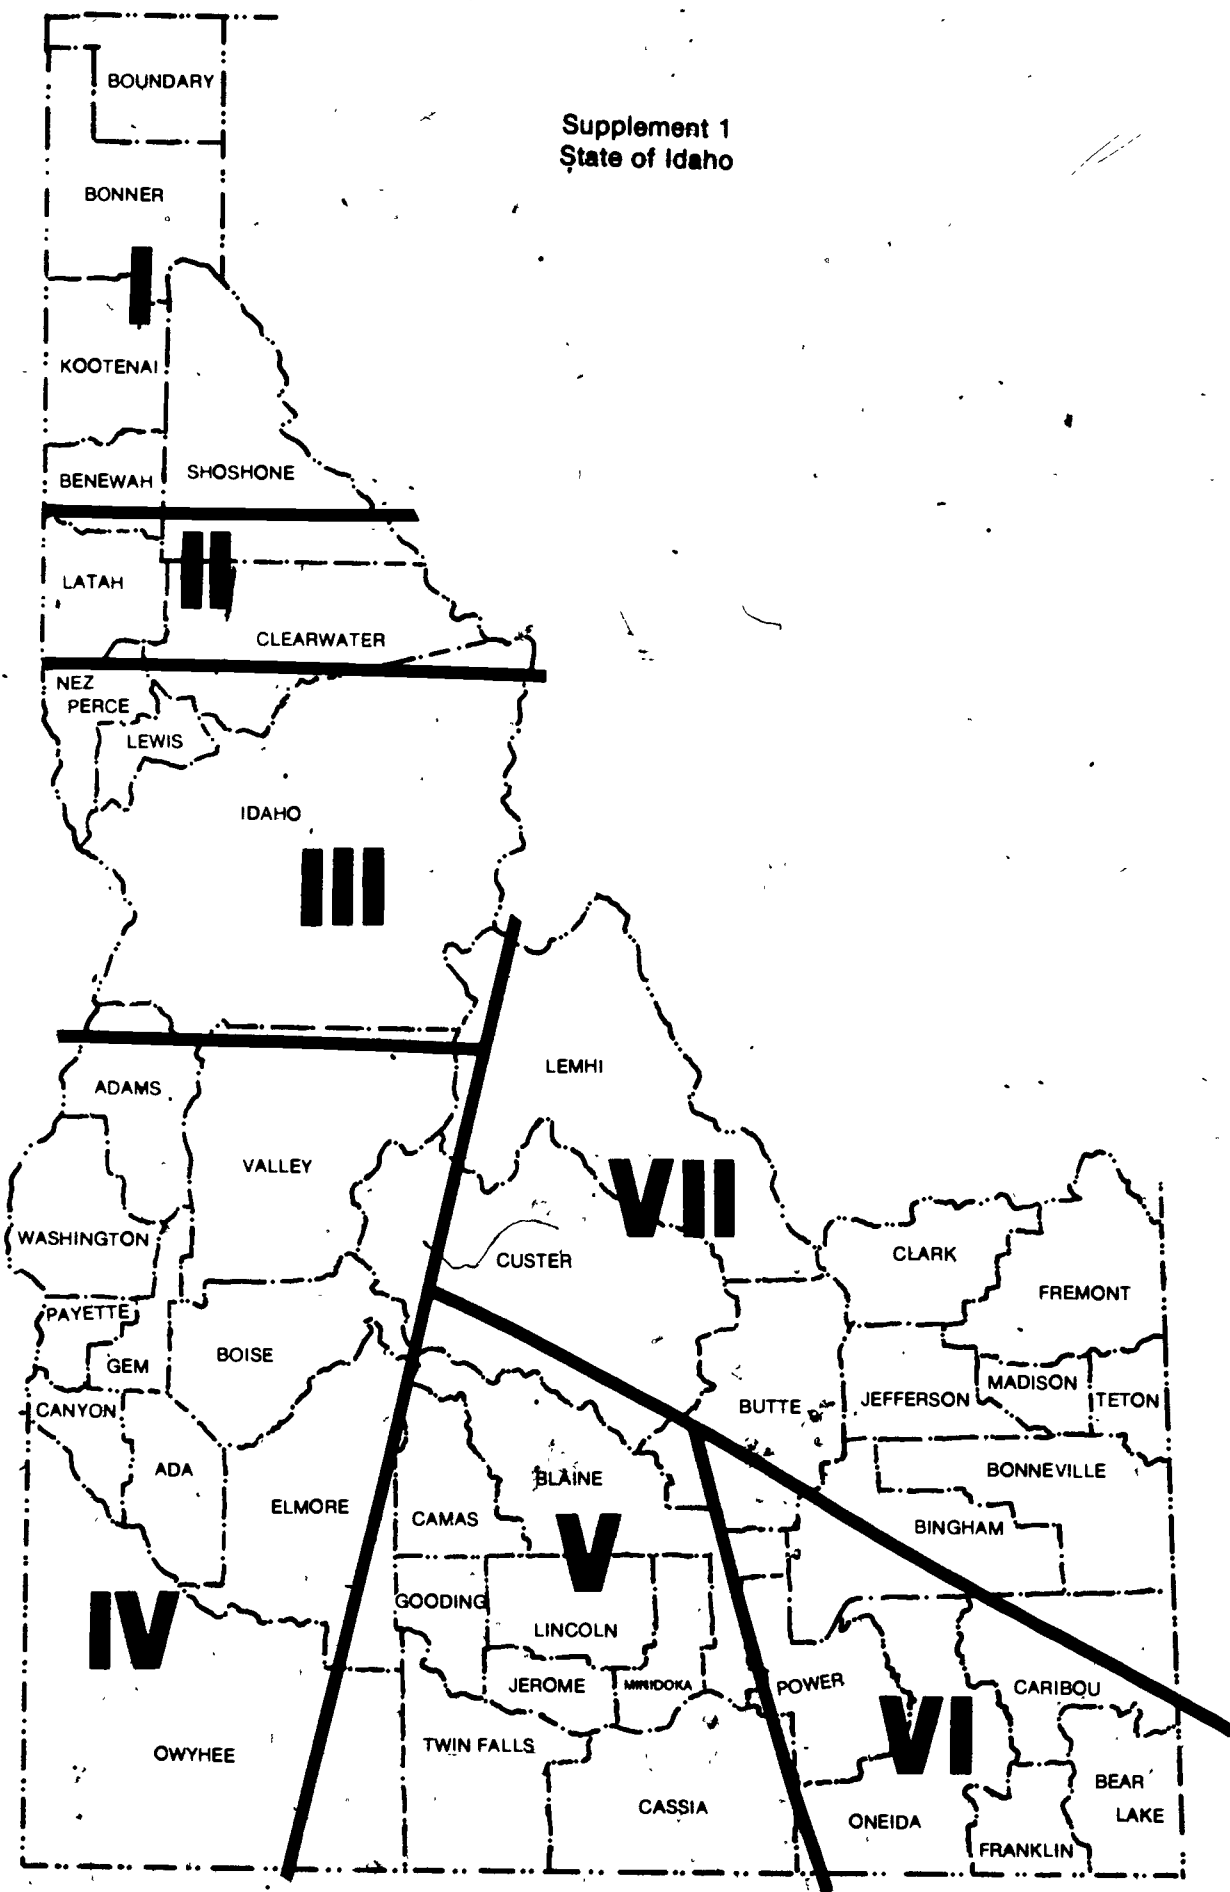 Supplement 1
State of Idaho
BOUNDARY
BONNER
I
KOOTENAI
BENEWAH
SHOSHONE
II
LATAH
CLEARWATER
NEZ
PERCE
LEWIS
IDAHO
III
ADAMS
LEMHI
VALLEY
VII
WASHINGTON
CUSTER
CLARK
FREMONT
PAYETTE
GEM
BOISE
CANYON
BUTTE
JEFFERSON
MADISON
TETON
ADA
ELMORE
BLAINE
BONNEVILLE
CAMAS
BINGHAM
V
IV
GOODING
LINCOLN
JEROME
MINIDOKA
POWER
CARIBOU
VI
OWYHEE
TWIN FALLS
CASSIA
ONEIDA
BEAR
LAKE
FRANKLIN